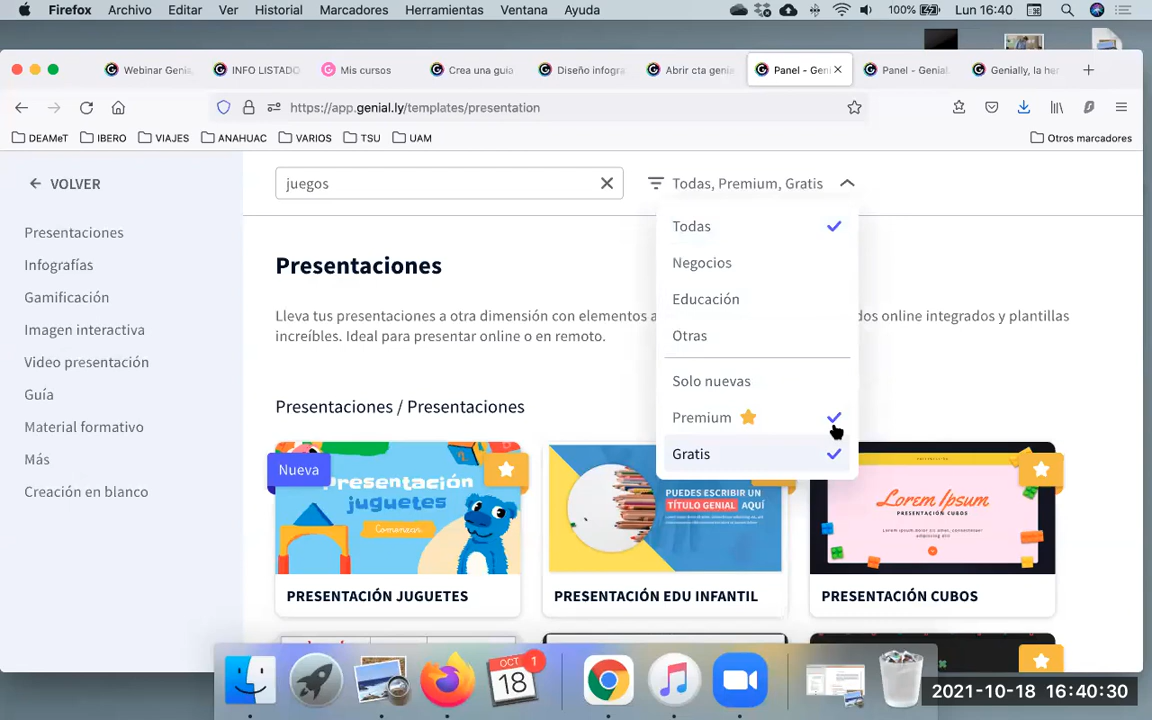 Firefox Archivo Editar Ver Historial Marcadores Herramientas Ventana Ayuda 100% Lun 16:40
Webinar Genia INFO LISTADO Mis cursos Crea una guía Diseño infogra Abrir cta genia Panel - Geni Panel - Genial. Genially, la her
https://app.genial.ly/templates/presentation
DEAMeT IBERO VIAJES ANAHUAC VARIOS TSU UAM Otros marcadores
VOLVER
juegos
Todas, Premium, Gratis
Presentaciones
Infografías
Gamificación
Imagen interactiva
Video presentación
Guía
Material formativo
Más
Creación en blanco
Todas
Negocios
Educación
Otras
Solo nuevas
Premium
Gratis
Presentaciones
Lleva tus presentaciones a otra dimensión con elementos a dos online integrados y plantillas
increíbles. Ideal para presentar online o en remoto.
Presentaciones / Presentaciones
Nueva
Presentación
juguetes
Comenzar
PRESENTACIÓN JUGUETES
PUEDES ESCRIBIR UN
TÍTULO GENIAL AQUÍ
PRESENTACIÓN EDU INFANTIL
Lorem Ipsum
PRESENTACIÓN CUBOS
PRESENTACIÓN CUBOS
OCT 1
18
2021-10-18 16:40:30